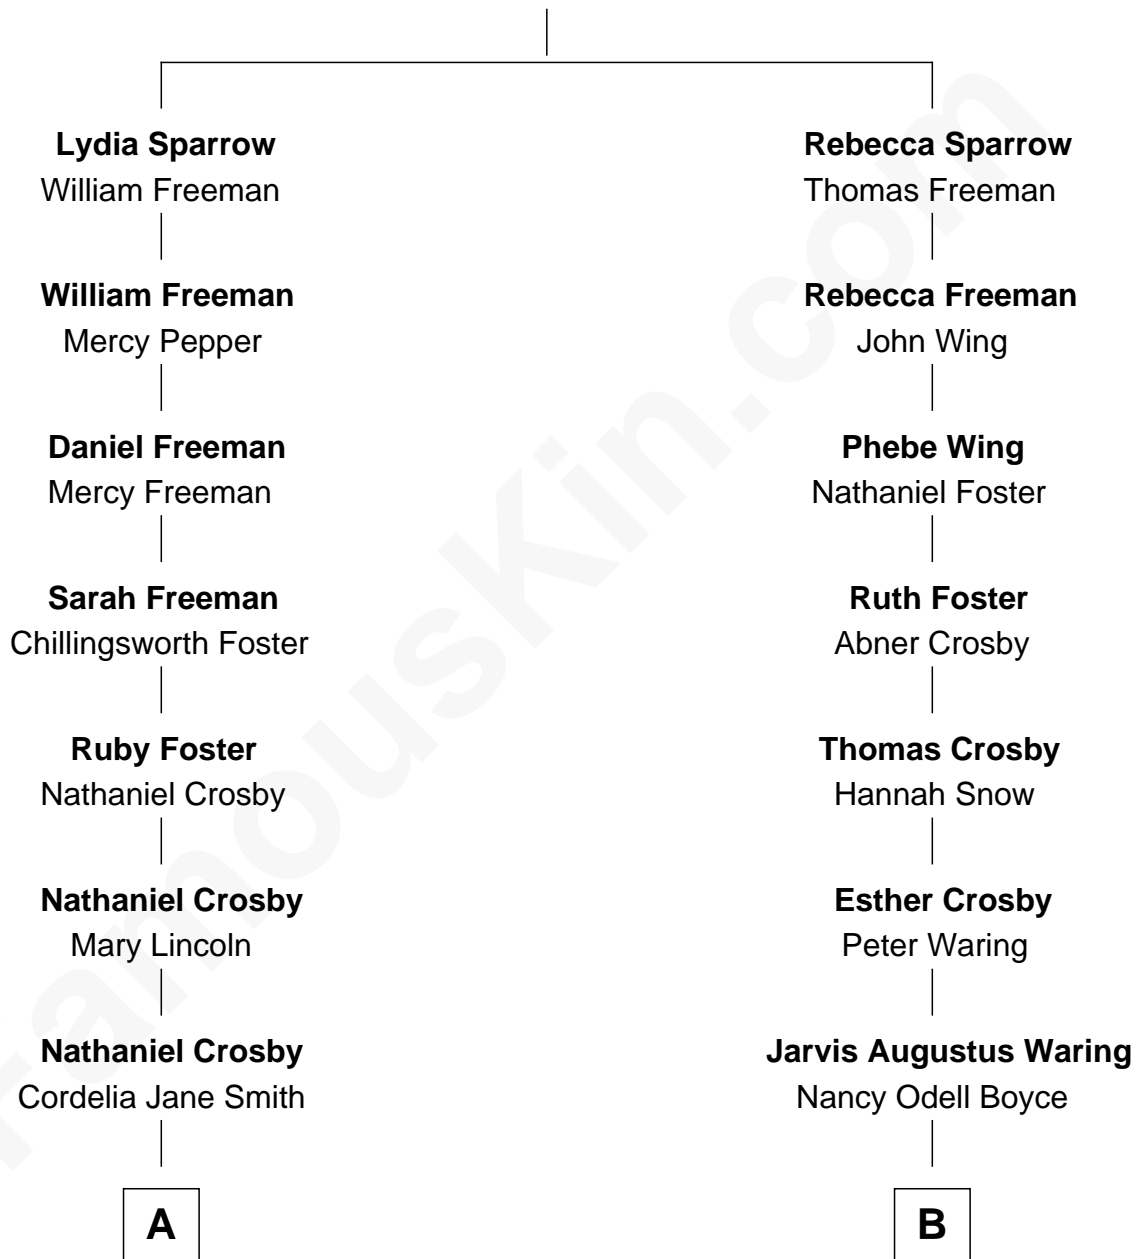 Lydia Sparrow
William Freeman
William Freeman
Mercy Pepper
Daniel Freeman
Mercy Freeman
Sarah Freeman
Chillingsworth Foster
Ruby Foster
Nathaniel Crosby
Nathaniel Crosby
Mary Lincoln
Nathaniel Crosby
Cordelia Jane Smith
A
Rebecca Sparrow
Thomas Freeman
Rebecca Freeman
John Wing
Phebe Wing
Nathaniel Foster
Ruth Foster
Abner Crosby
Thomas Crosby
Hannah Snow
Esther Crosby
Peter Waring
Jarvis Augustus Waring
Nancy Odell Boyce
B
FamousKin.com